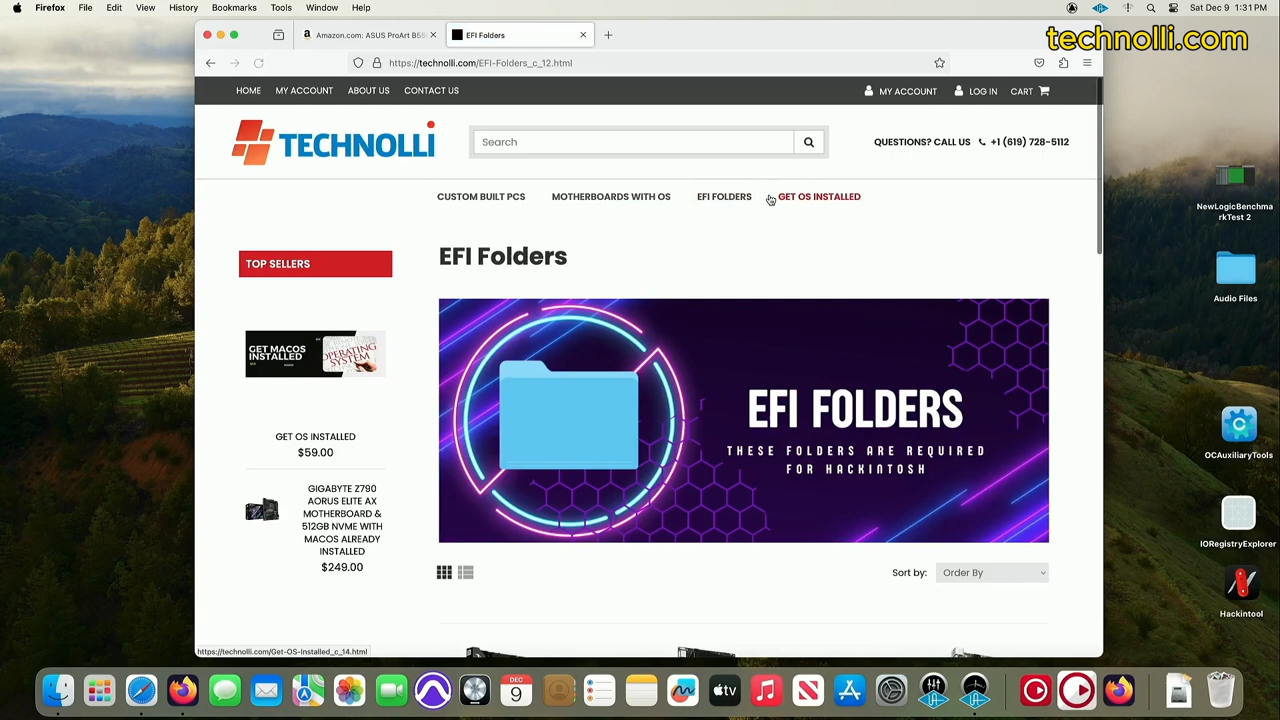 Firefox File Edit View History Bookmarks Tools Window Help
Sat Dec 9 1:31 PM
technolli.com
Amazon.com: ASUS ProArt B55
EFI Folders
https://technolli.com/EFI-Folders_c_12.html
HOME MY ACCOUNT ABOUT US CONTACT US
MY ACCOUNT LOG IN CART
TECHNOLLI
Search
QUESTIONS? CALL US +1 (619) 728-5112
CUSTOM BUILT PCS MOTHERBOARDS WITH OS EFI FOLDERS GET OS INSTALLED
TOP SELLERS
GET MACOS
INSTALLED
OPERATING
SYSTEM
GET OS INSTALLED
$59.00
GIGABYTE Z790
AORUS ELITE AX
MOTHERBOARD &
512GB NVME WITH
MACOS ALREADY
INSTALLED
$249.00
EFI Folders
EFI FOLDERS
THESE FOLDERS ARE REQUIRED
FOR HACKINTOSH
Sort by: Order By
https://technolli.com/Get-OS-Installed_c_14.html
NewLogicBenchma
rkTest 2
Audio Files
OCAuxiliaryTools
IORegistryExplorer
Hackintool
DEC
9
tv